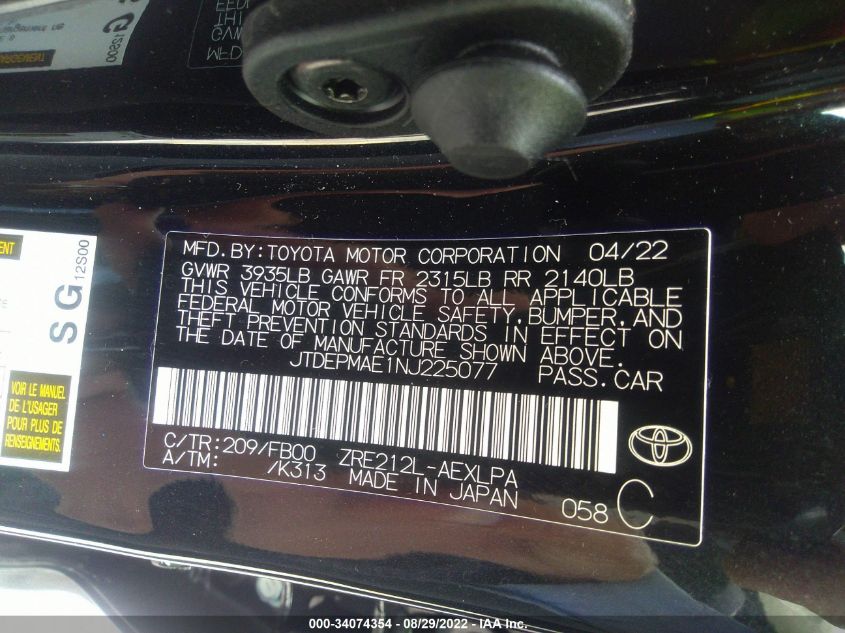 MFD.BY:TOYOTA MOTOR CORPORATION 04/22
GVWR 3935LB GAWR FR 2315LB RR 2140LB
THIS VEHICLE CONFORMS TO ALL APPLICABLE
FEDERAL MOTOR VEHICLE SAFETY, BUMPER, AND
THEFT PREVENTION STANDARDS IN EFFECT ON
THE DATE OF MANUFACTURE SHOWN ABOVE.
JTDEPMAE1NJ225077 PASS.CAR
C/TR:209/FB00 ZRE212L-AEXLPA
A/TM: /K313 MADE IN JAPAN
058 C
SG
12S00
VOIR LE MANUEL
DE L'USAGER
POUR PLUS DE
RENSEIGNEMENTS.
000-34074354 - 08/29/2022 - IAA Inc.